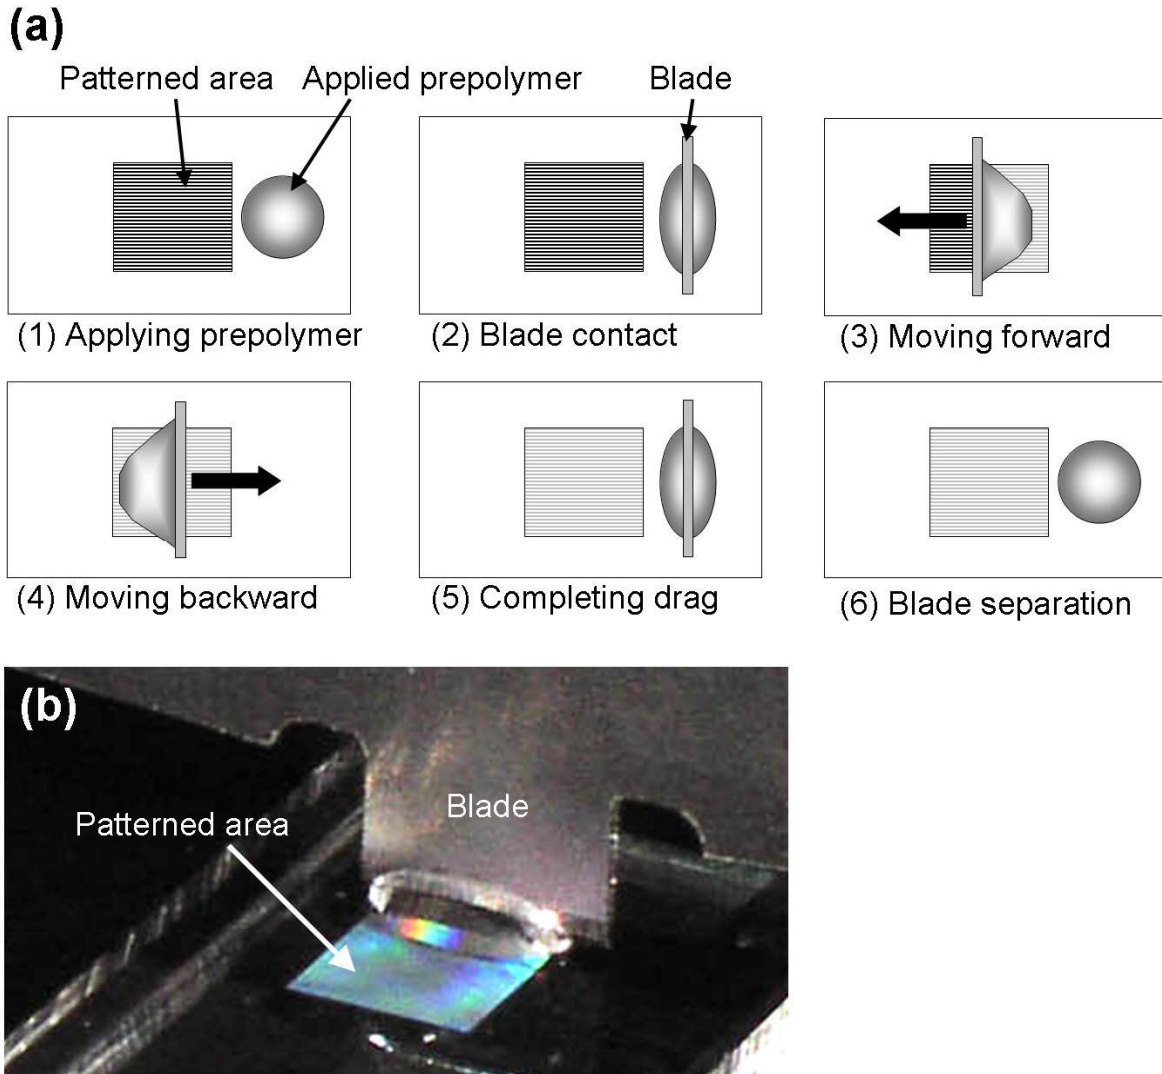 (a)
Patterned area Applied prepolymer Blade
(1) Applying prepolymer (2) Blade contact (3) Moving forward
(4) Moving backward (5) Completing drag (6) Blade separation
(b)
Blade
Patterned area